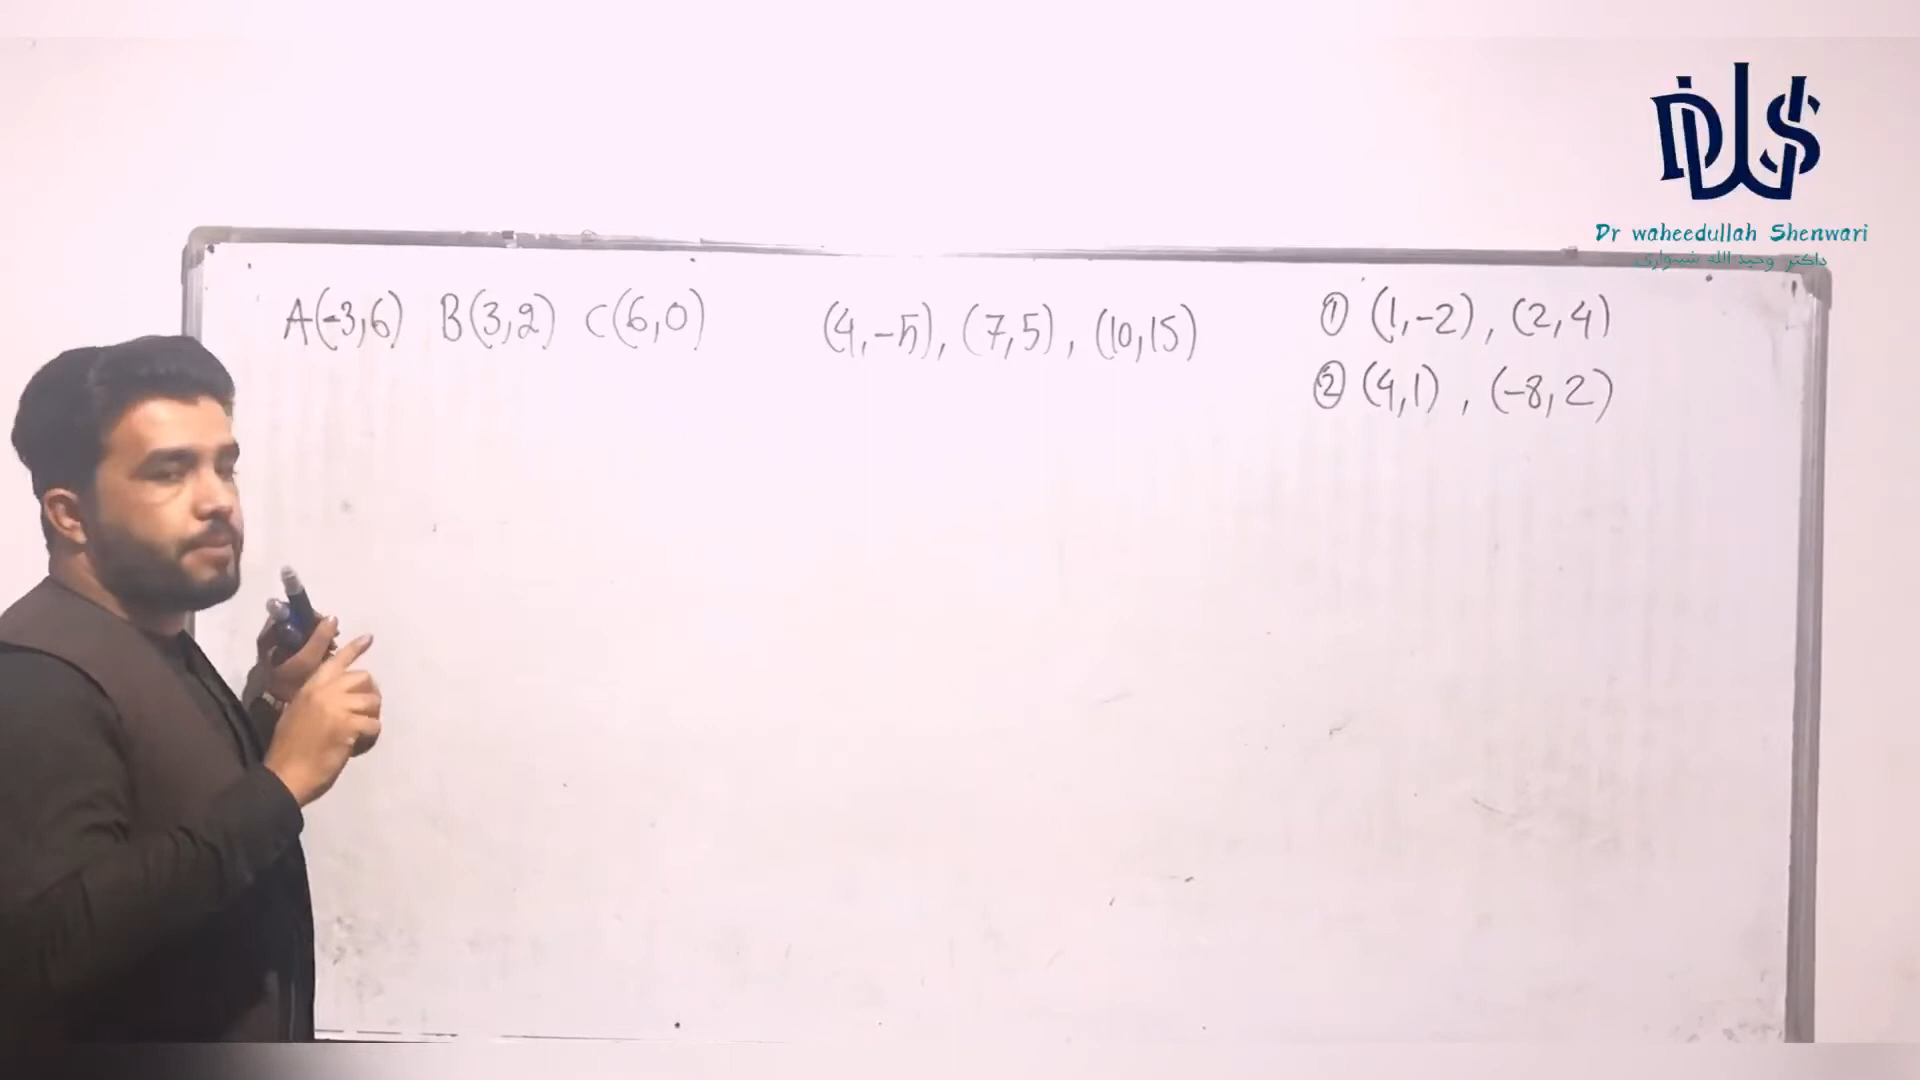 DWS
Dr waheedullah Shenwari
داکتر وحید الله شینواری
A(-3,6) B(3,2) C(6,0)
(4,-5), (7,5), (10,15)
① (1,-2), (2,4)
② (4,1), (-8,2)